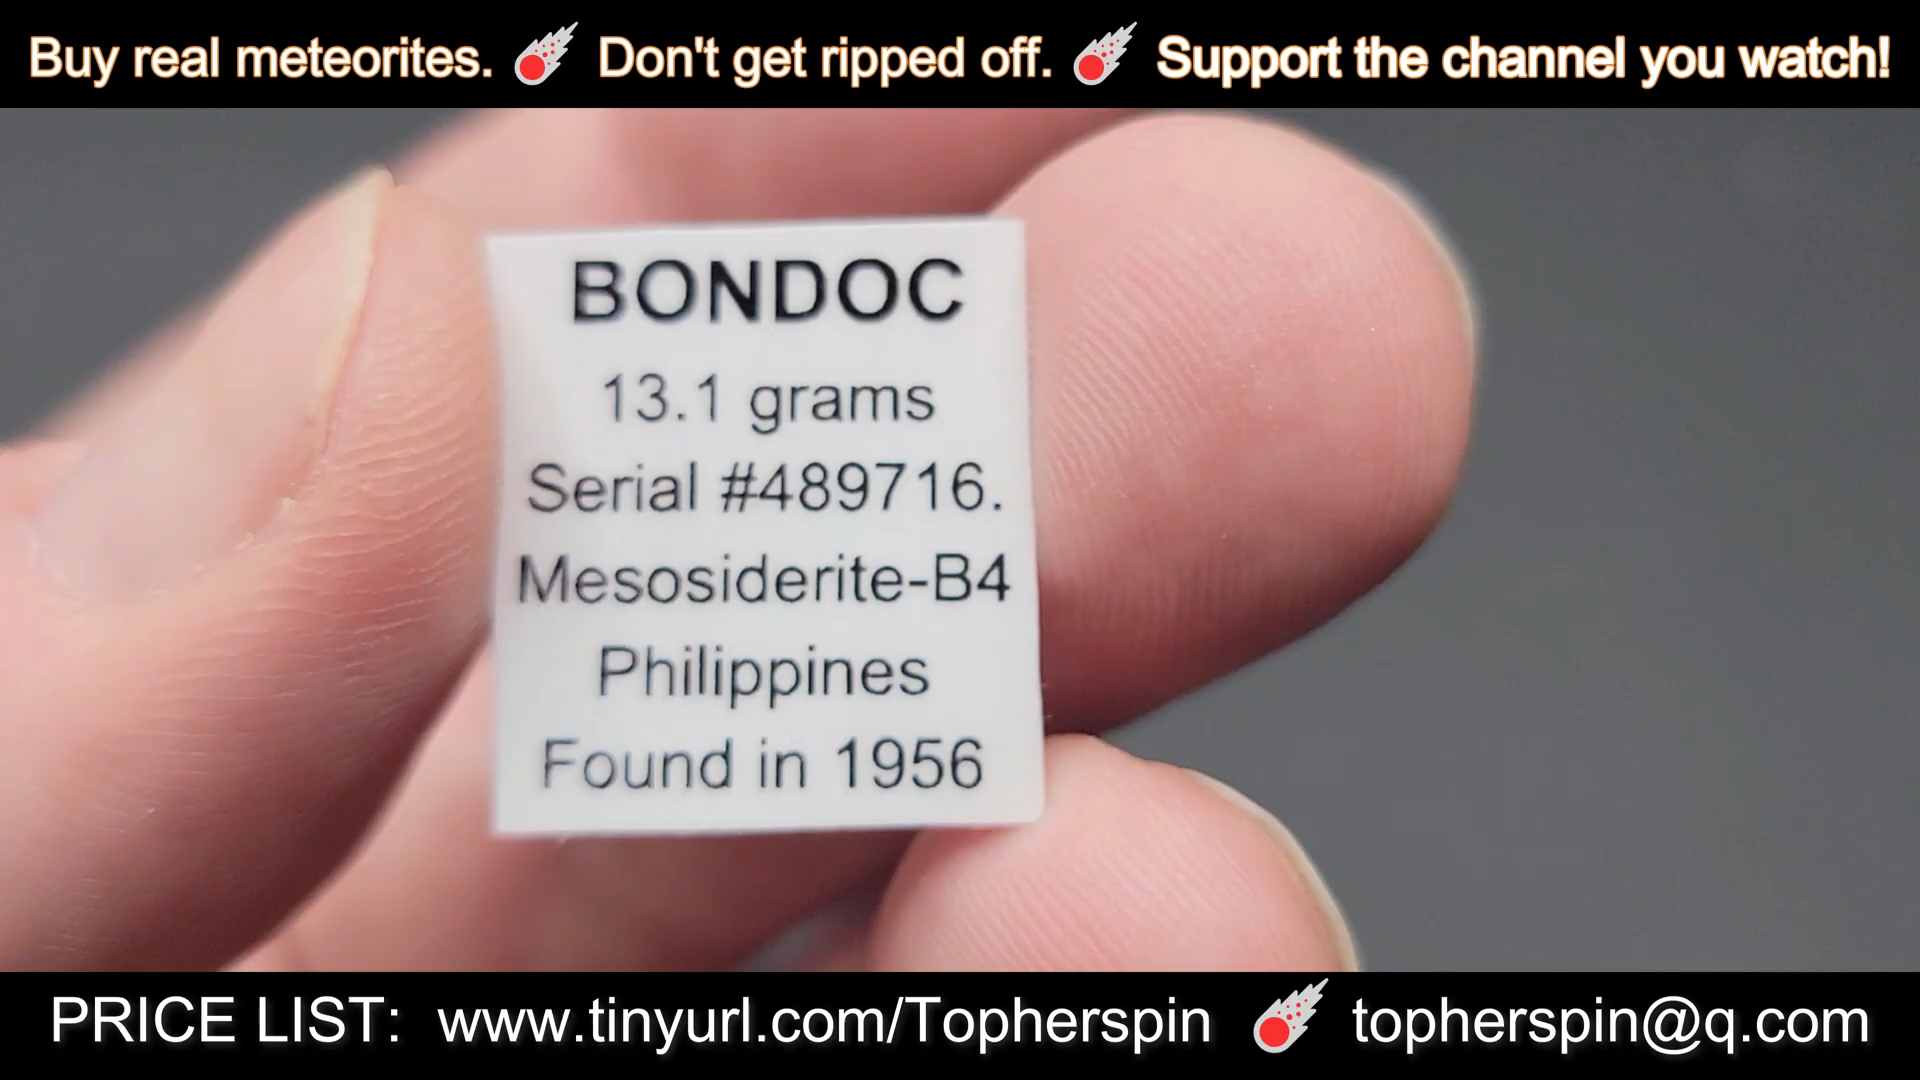 Buy real meteorites. Don't get ripped off. Support the channel you watch!
BONDOC
13.1 grams
Serial #489716.
Mesosiderite-B4
Philippines
Found in 1956
PRICE LIST: www.tinyurl.com/Topherspin topherspin@q.com